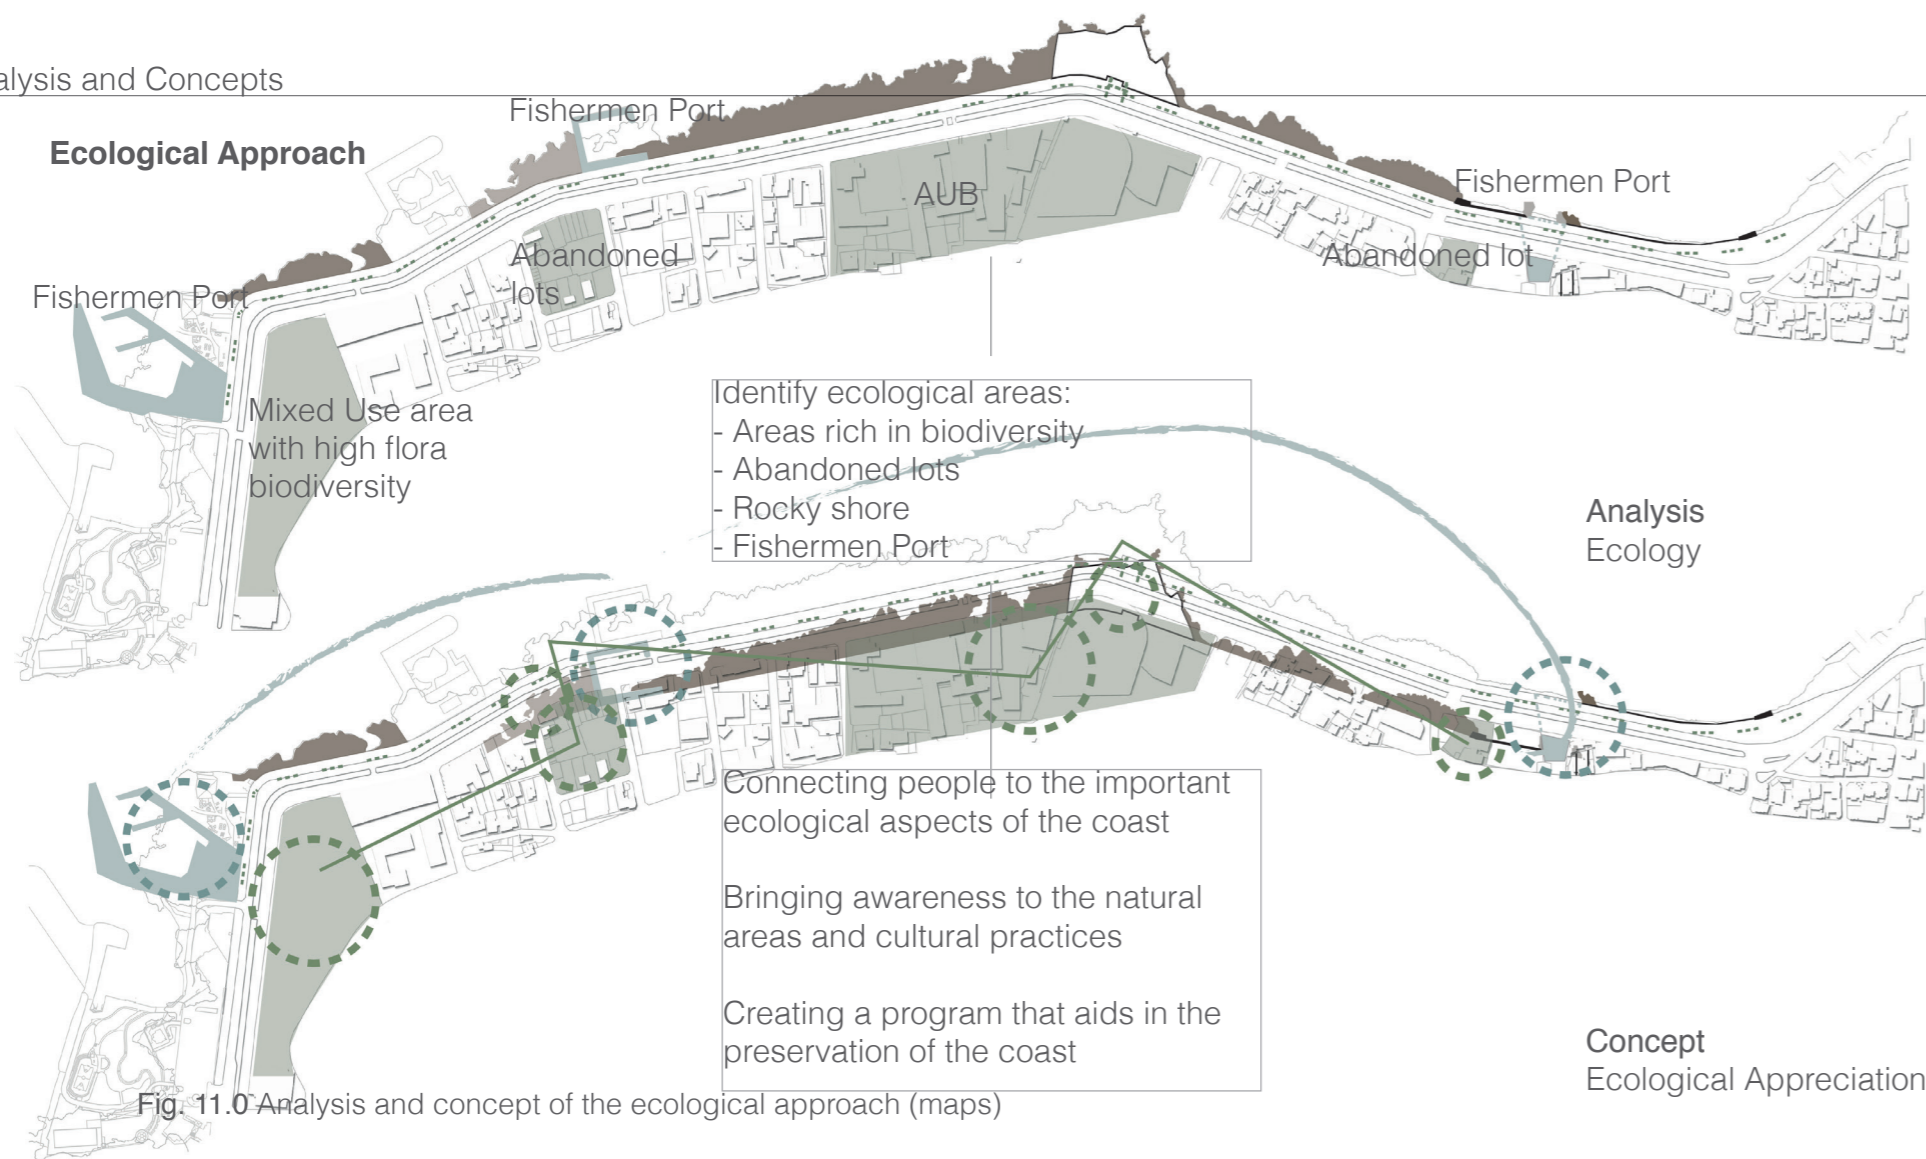 alysis and Concepts
Ecological Approach
Fishermen Port
Fishermen Port
AUB
Abandoned
lots
Fishermen Port
Abandoned lot
Mixed Use area
with high flora
biodiversity
Identify ecological areas:
- Areas rich in biodiversity
- Abandoned lots
- Rocky shore
- Fishermen Port
Analysis
Ecology
Connecting people to the important
ecological aspects of the coast
Bringing awareness to the natural
areas and cultural practices
Creating a program that aids in the
preservation of the coast
Concept
Ecological Appreciation
Fig. 11.0 Analysis and concept of the ecological approach (maps)